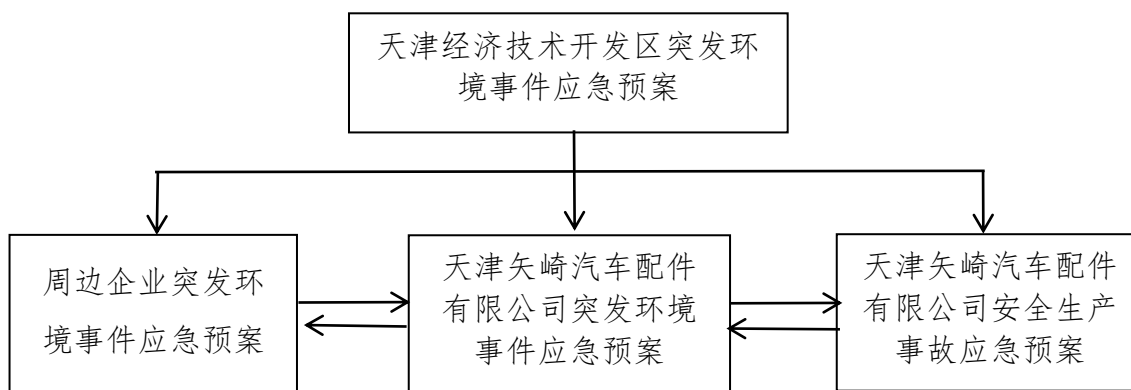 天津经济技术开发区突发环
境事件应急预案
周边企业突发环
境事件应急预案
天津矢崎汽车配件
有限公司突发环境
事件应急预案
天津矢崎汽车配件
有限公司安全生产
事故应急预案